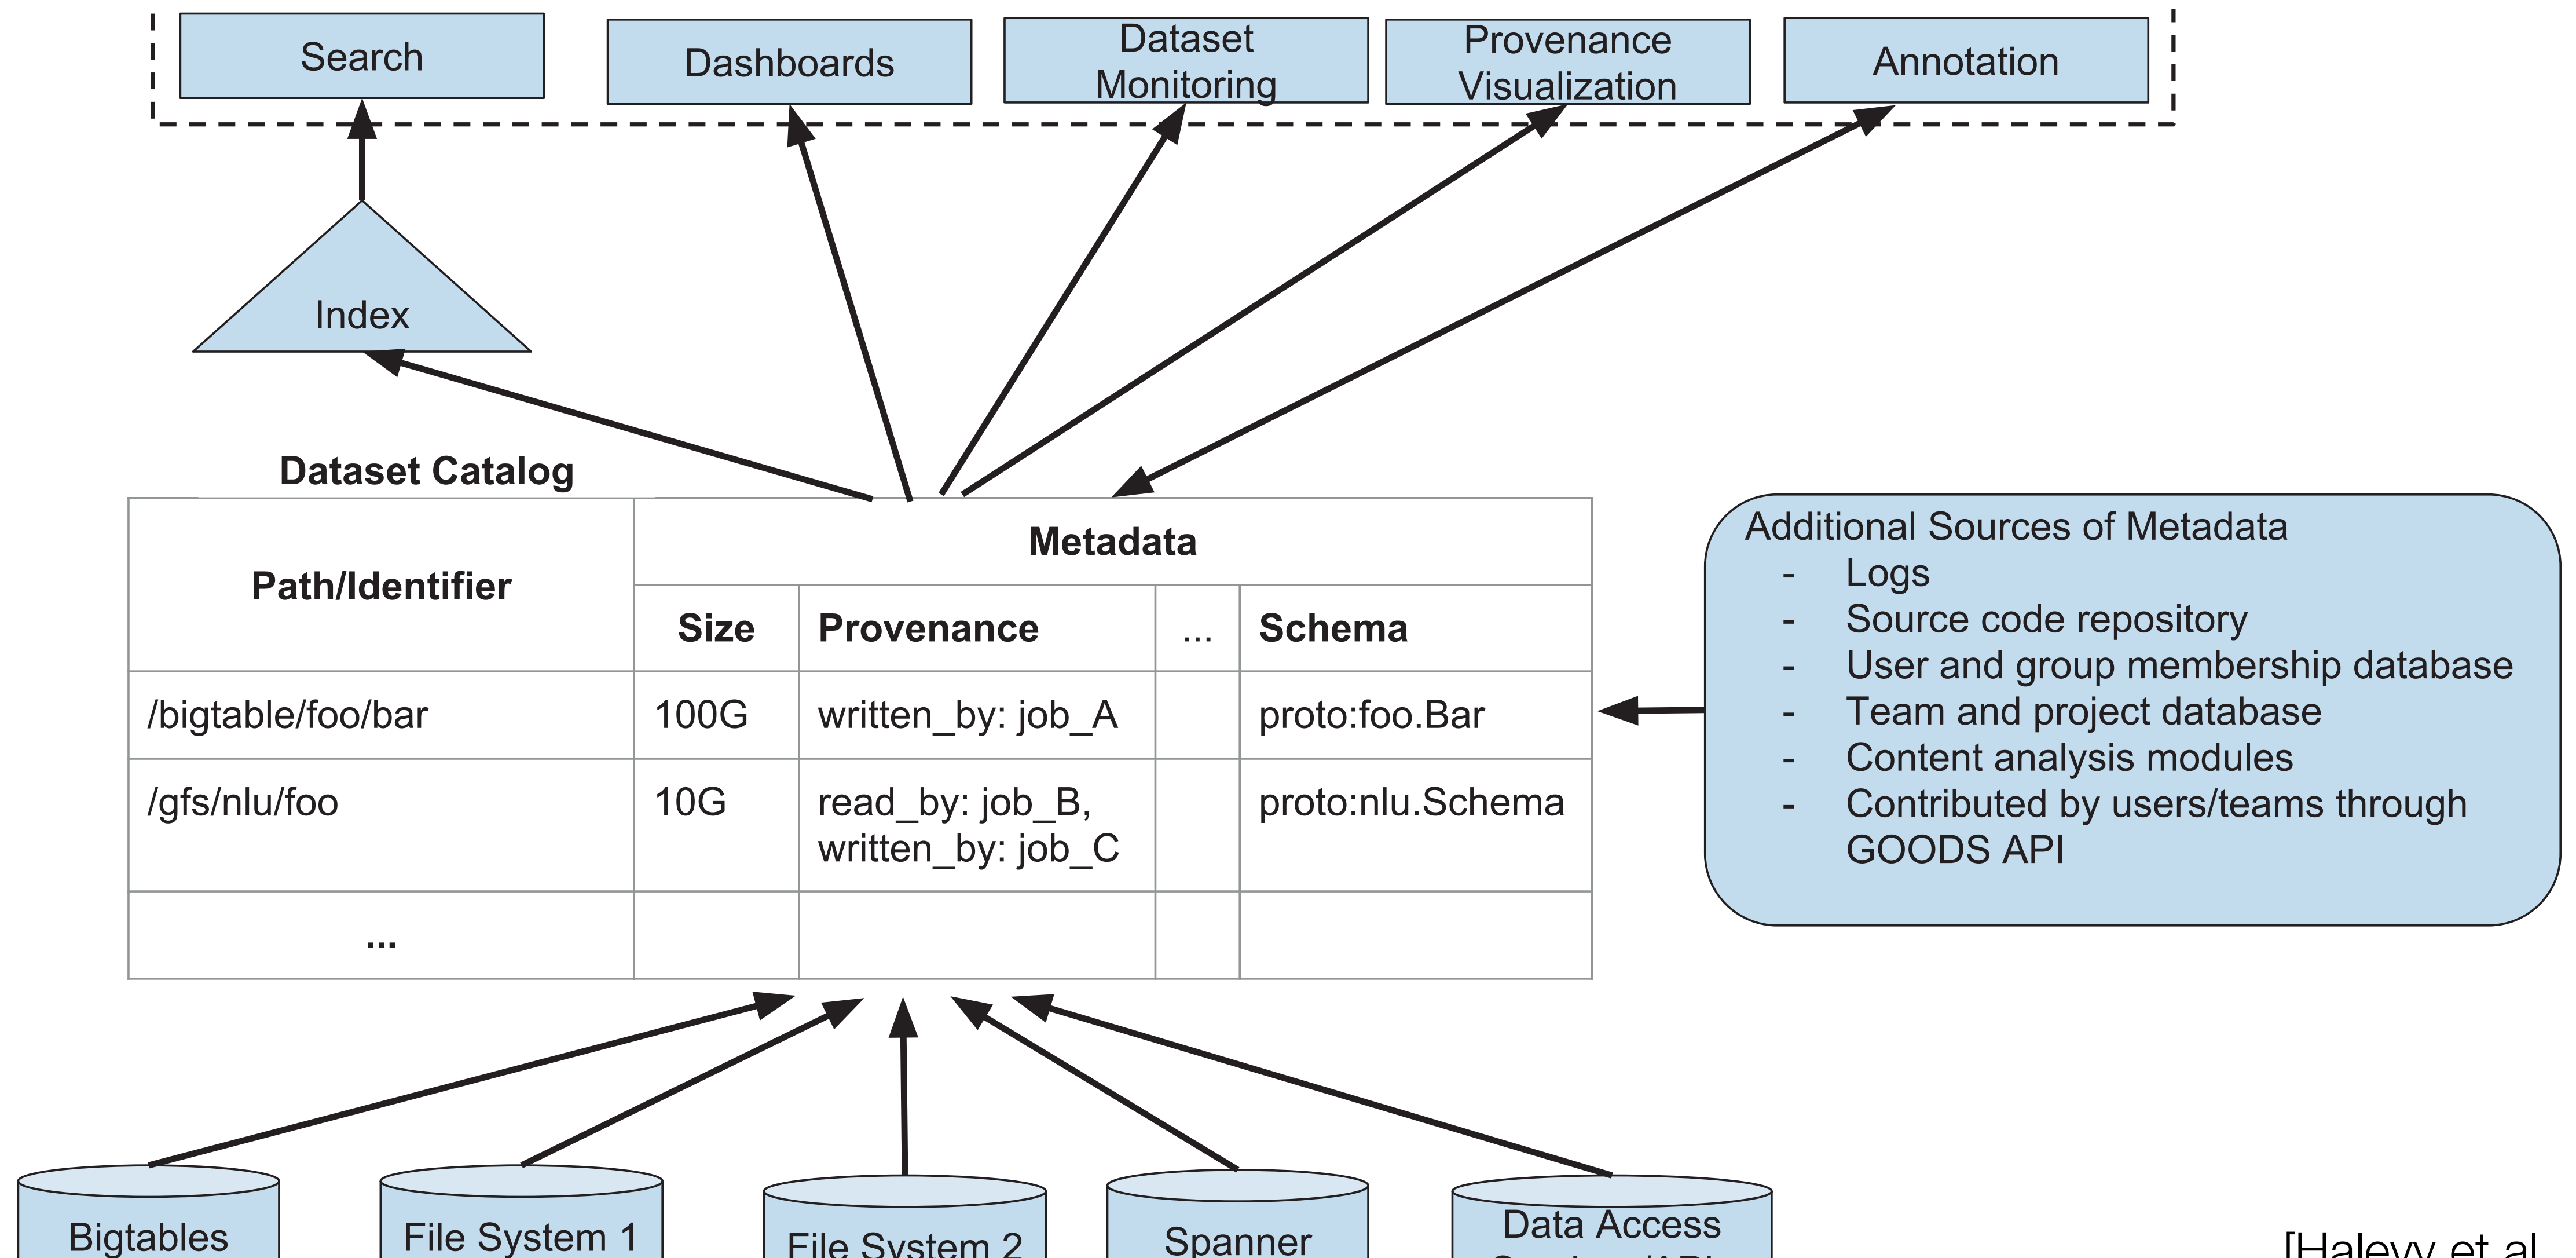 Search
Dashboards
Dataset
Monitoring
Provenance
Visualization
Annotation
Index
Dataset Catalog
Path/Identifier
Metadata
Size
Provenance
...
Schema
/bigtable/foo/bar
100G
written_by: job_A
proto:foo.Bar
/gfs/nlu/foo
10G
read_by: job_B,
written_by: job_C
proto:nlu.Schema
...
Additional Sources of Metadata
- Logs
- Source code repository
- User and group membership database
- Team and project database
- Content analysis modules
- Contributed by users/teams through
GOODS API
Bigtables
File System 1
File System 2
Spanner
Data Access
[Halevy et al